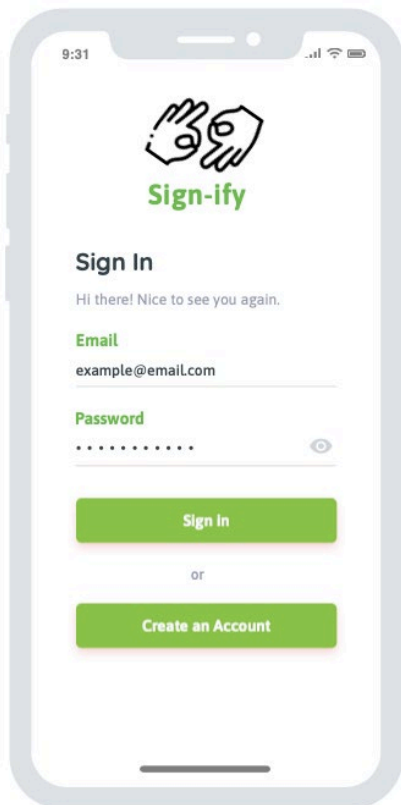 9:31
Sign-ify
Sign In
Hi there! Nice to see you again.
Email
example@email.com
Password
Sign in
or
Create an Account